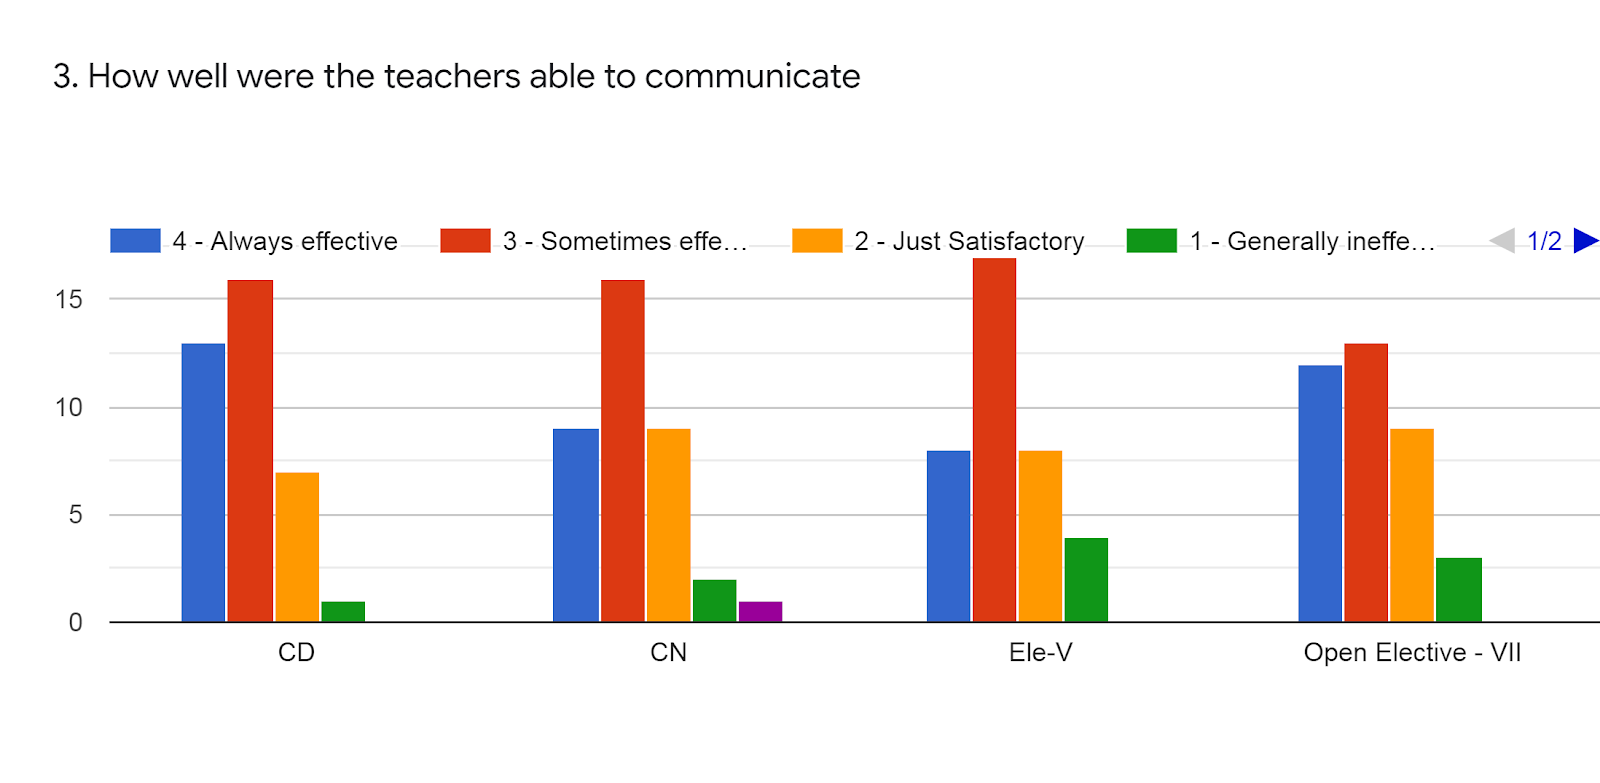 3. How well were the teachers able to communicate
4 - Always effective 3 - Sometimes effe... 2 - Just Satisfactory 1 - Generally ineffe... 1/2
15
10
5
0
CD CN Ele-V Open Elective - VII